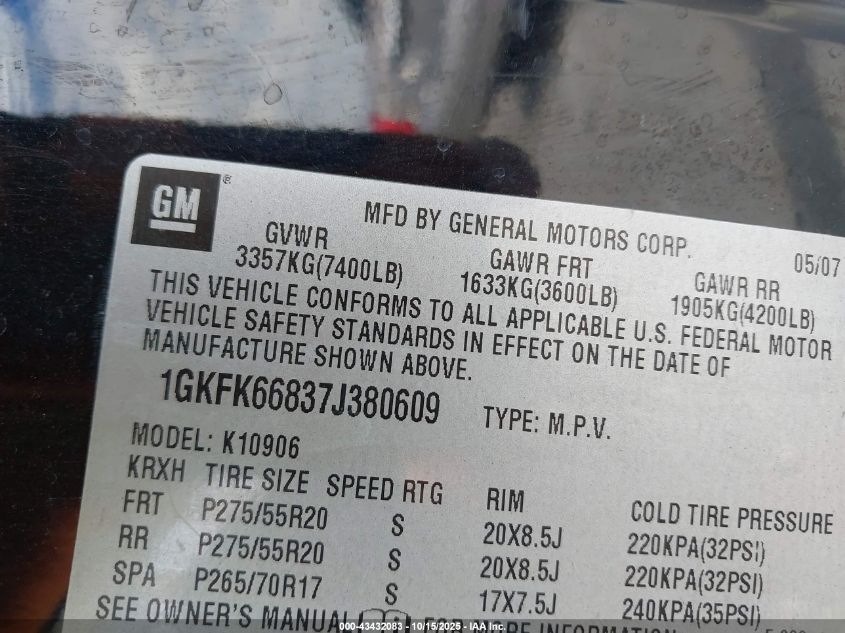 GM ®
MFD BY GENERAL MOTORS CORP. 05/07
GVWR GAWR FRT GAWR RR
3357KG(7400LB) 1633KG(3600LB) 1905KG(4200LB)
THIS VEHICLE CONFORMS TO ALL APPLICABLE U.S. FEDERAL MOTOR
VEHICLE SAFETY STANDARDS IN EFFECT ON THE DATE OF
MANUFACTURE SHOWN ABOVE.
1GKFK66837J380609 TYPE: M.P.V.
MODEL: K10906
KRXH TIRE SIZE SPEED RTG RIM COLD TIRE PRESSURE
FRT P275/55R20 S 20X8.5J 220KPA(32PSI)
RR P275/55R20 S 20X8.5J 220KPA(32PSI)
SPA P265/70R17 S 17X7.5J 240KPA(35PSI)
SEE OWNER'S MANUAL FOR MORE INFORMATION
000-43432083 - 10/15/2025 - IAA Inc.